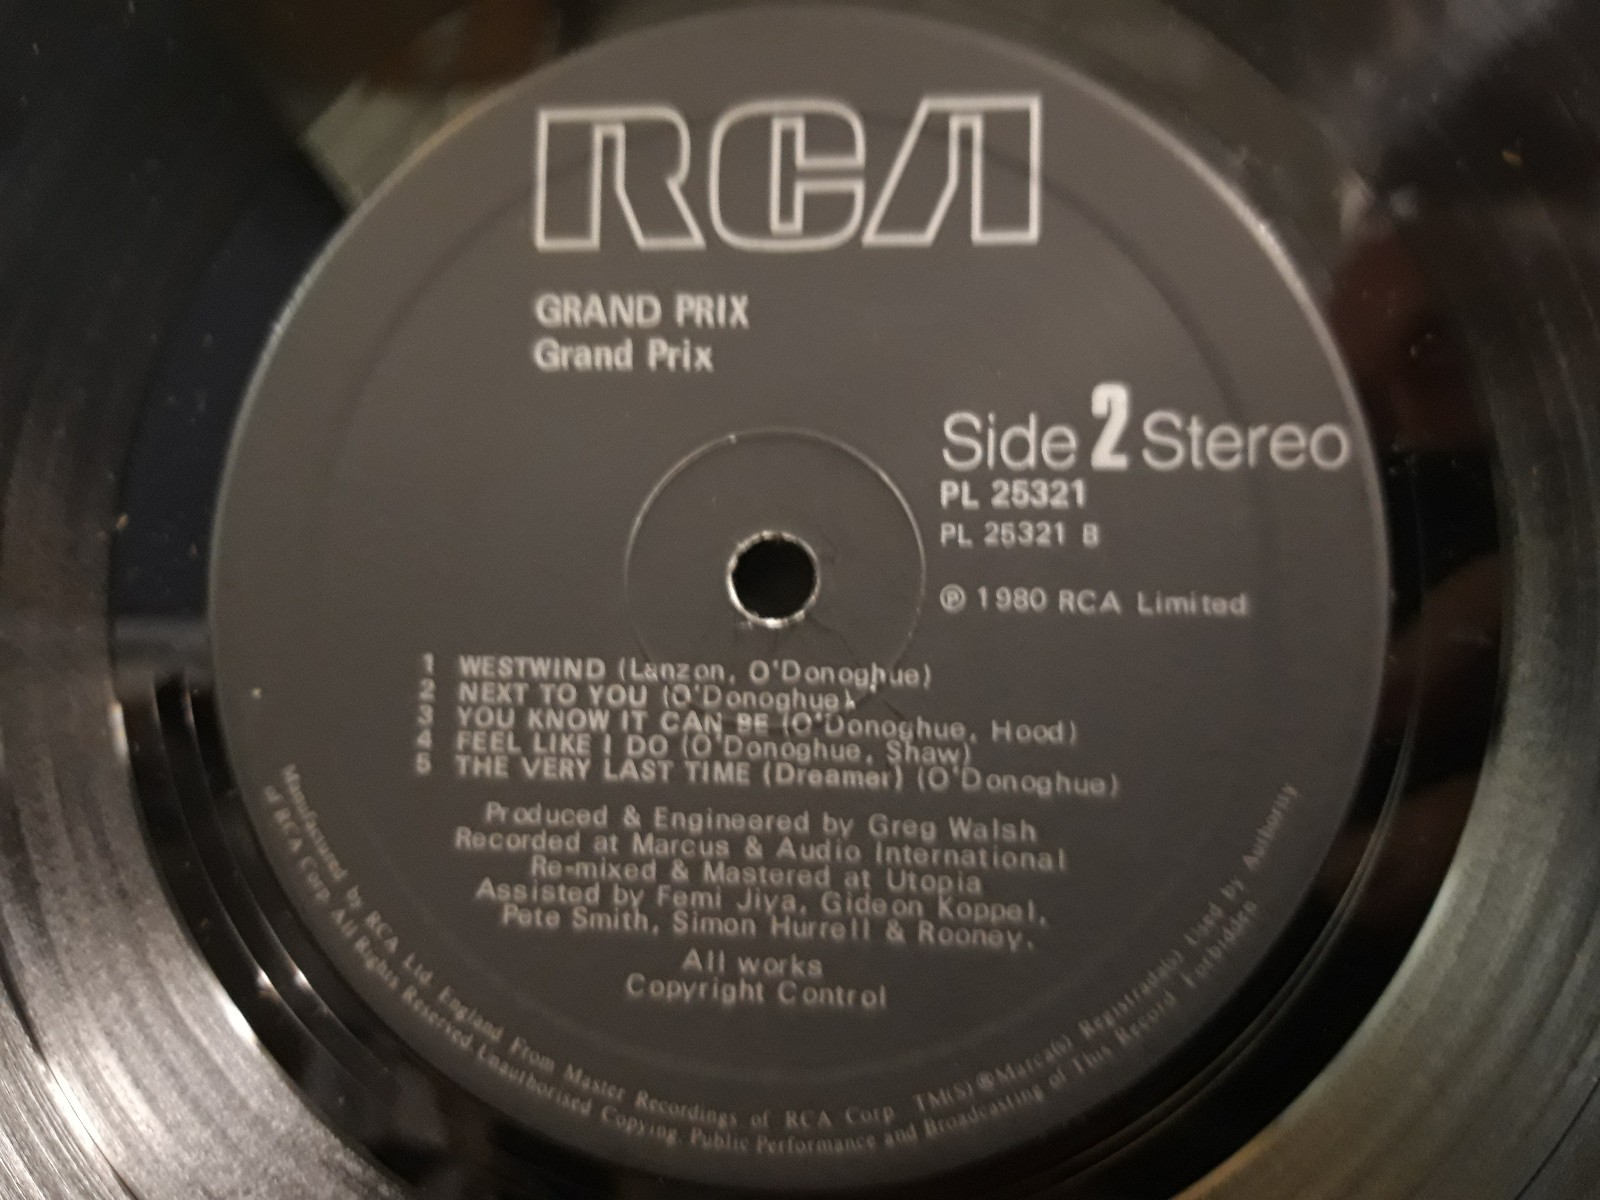 RCA
GRAND PRIX
Grand Prix
Side 2 Stereo
PL 25321
PL 25321 B
℗ 1980 RCA Limited
1 WESTWIND (Lanzon, O'Donoghue)
2 NEXT TO YOU (O'Donoghue)
3 YOU KNOW IT CAN BE (O'Donoghue, Hood)
4 FEEL LIKE I DO (O'Donoghue, Shaw)
5 THE VERY LAST TIME (Dreamer) (O'Donoghue)
Produced & Engineered by Greg Walsh
Recorded at Marcus & Audio International
Re-mixed & Mastered at Utopia
Assisted by Femi Jiya, Gideon Koppel,
Pete Smith, Simon Hurrell & Rooney.
All works
Copyright Control
Manufactured by RCA Ltd. England From Master Recordings of RCA Corp. TM(S) ® Marca(s) Registrada(s) Used by Authority
of RCA Corp. All Rights Reserved Unauthorised Copying, Public Performance and Broadcasting of This Record Forbidden